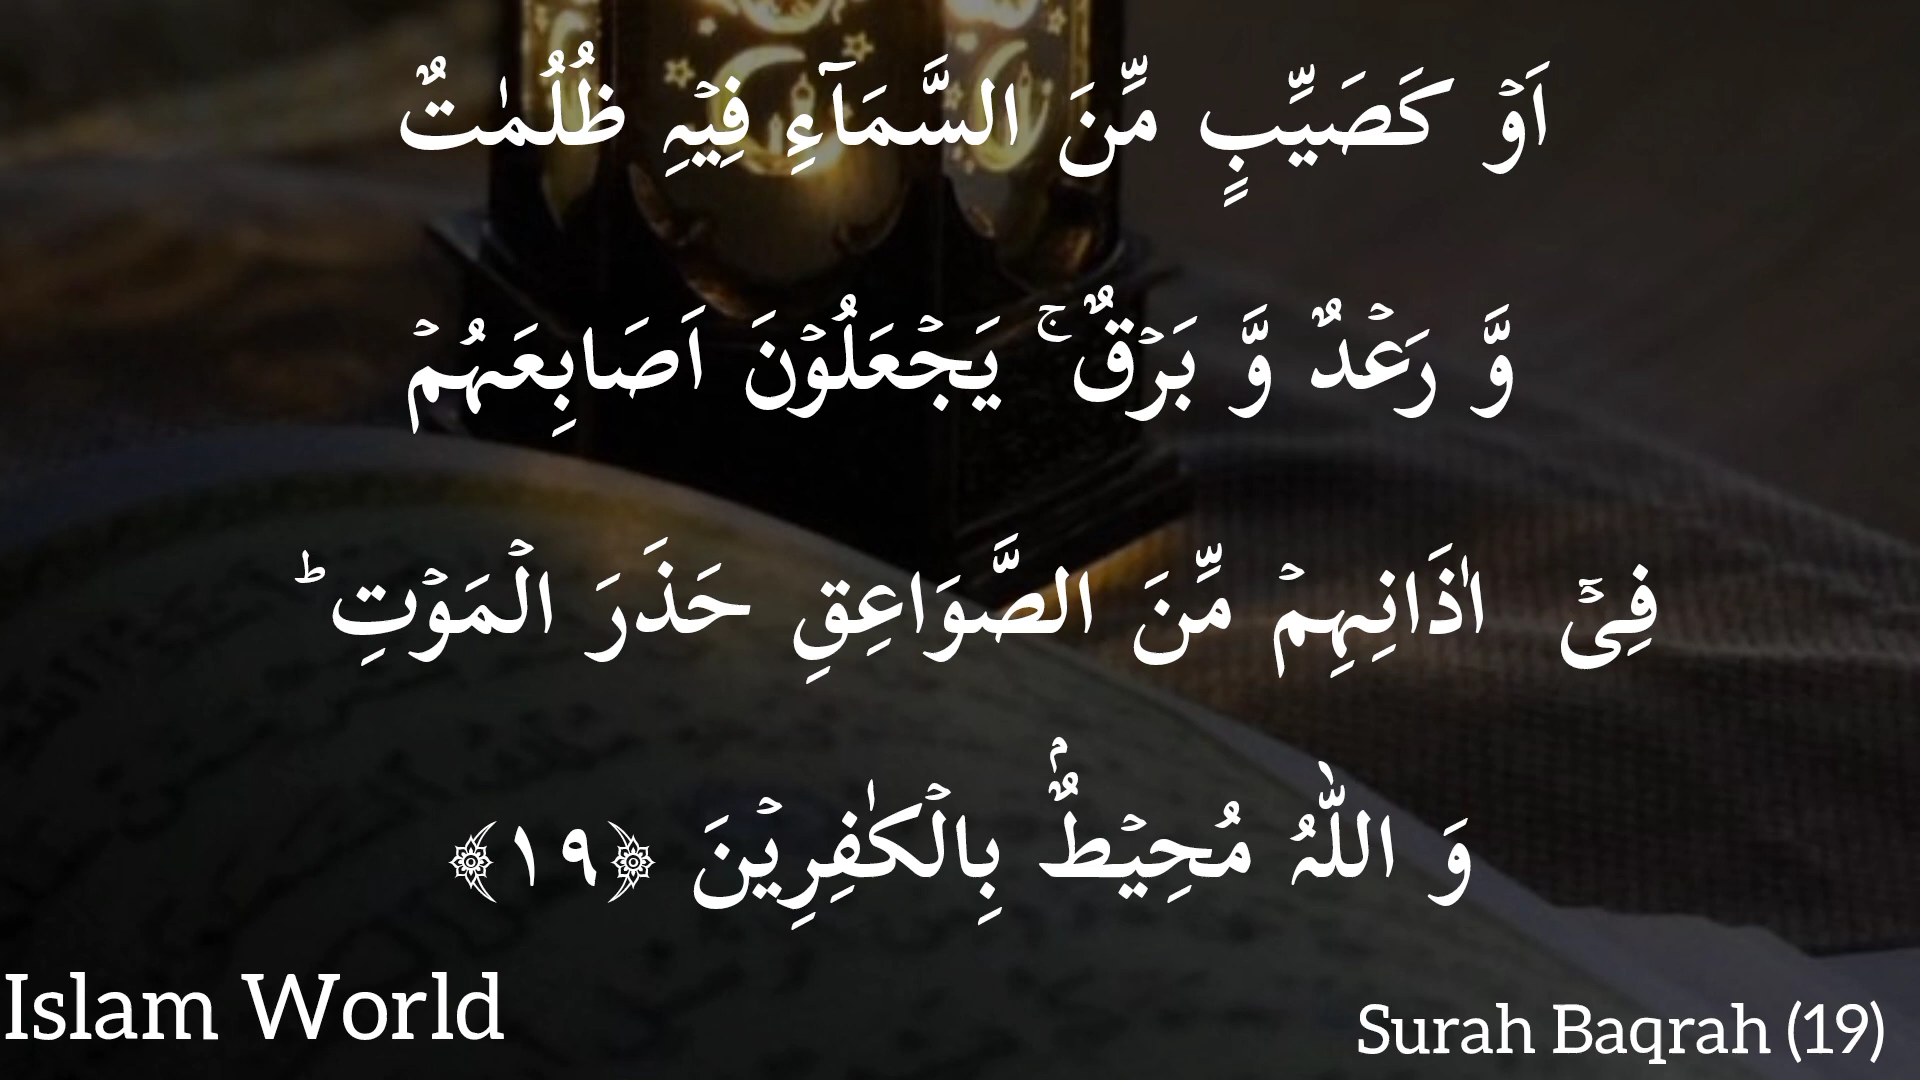 اَوۡ کَصَیِّبٍ مِّنَ السَّمَآءِ فِیۡہِ ظُلُمٰتٌ
وَّ رَعۡدٌ وَّ بَرۡقٌ ۚ یَجۡعَلُوۡنَ اَصَابِعَہُمۡ
فِیۡۤ اٰذَانِہِمۡ مِّنَ الصَّوَاعِقِ حَذَرَ الۡمَوۡتِ ؕ
وَ اللّٰہُ مُحِیۡطٌۢ بِالۡکٰفِرِیۡنَ ﴿۱۹﴾
Islam World
Surah Baqrah (19)